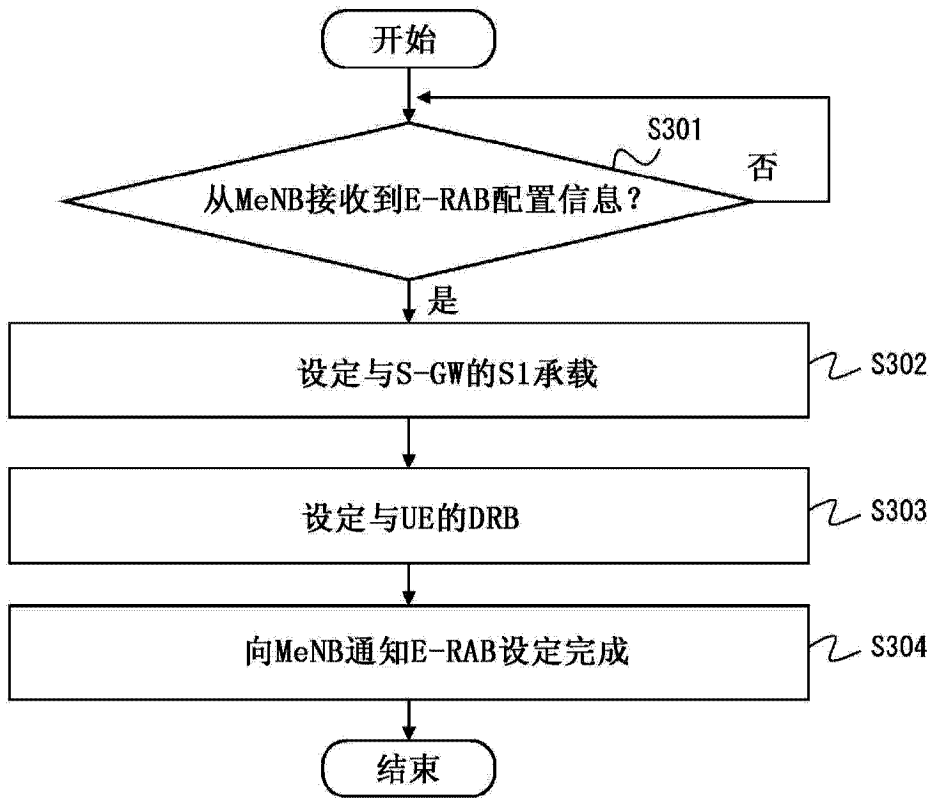 开始
S301
否
从MeNB接收到E-RAB配置信息？
是
设定与S-GW的S1承载
S302
设定与UE的DRB
S303
向MeNB通知E-RAB设定完成
S304
结束